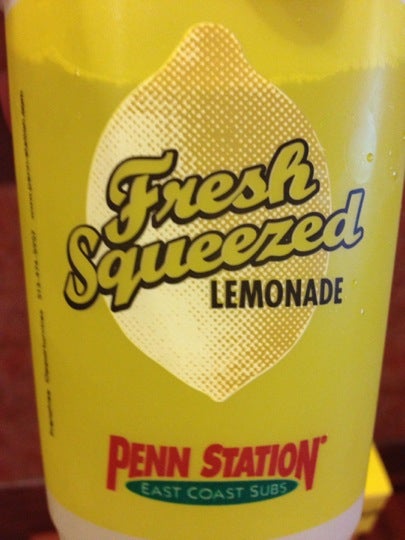 Fresh
Squeezed
LEMONADE
PENN STATION
EAST COAST SUBS